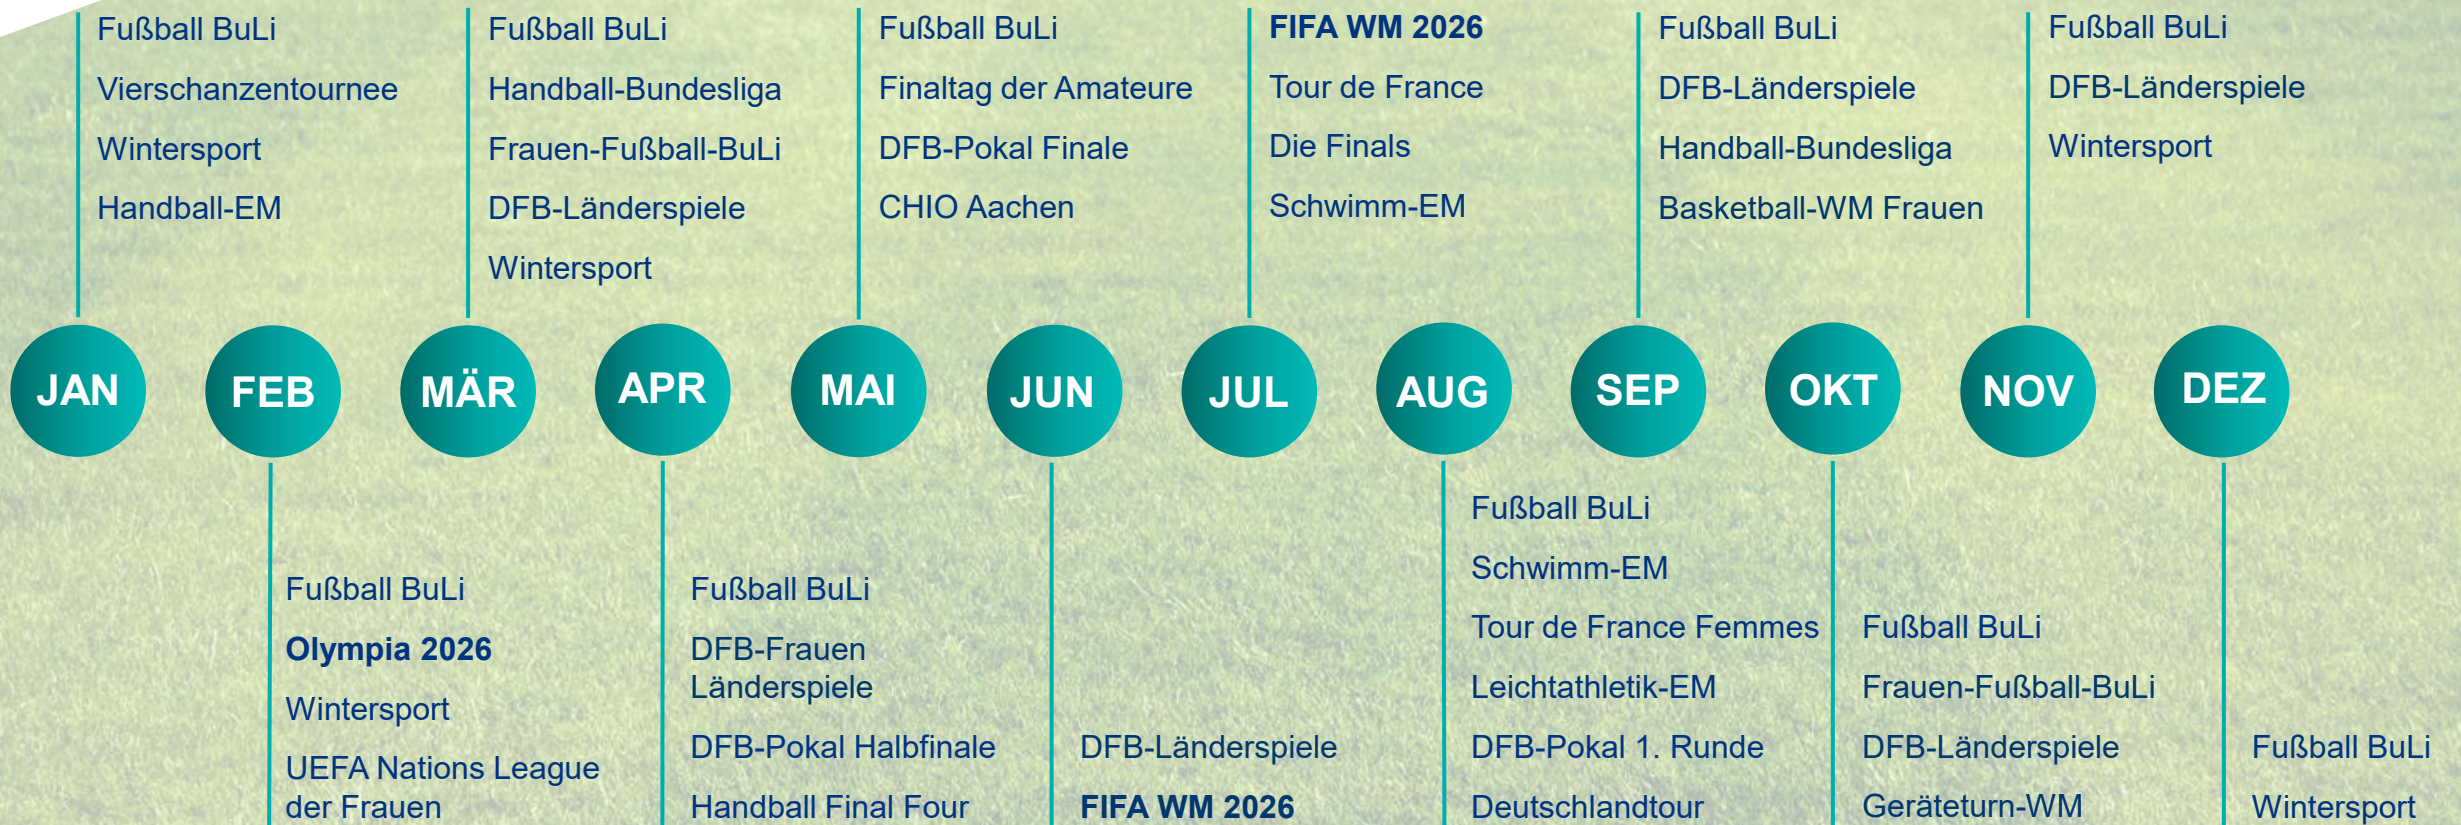 Fußball BuLi
Vierschanzentournee
Wintersport
Handball-EM
Fußball BuLi
Handball-Bundesliga
Frauen-Fußball-BuLi
DFB-Länderspiele
Wintersport
Fußball BuLi
Finaltag der Amateure
DFB-Pokal Finale
CHIO Aachen
FIFA WM 2026
Tour de France
Die Finals
Schwimm-EM
Fußball BuLi
DFB-Länderspiele
Handball-Bundesliga
Basketball-WM Frauen
Fußball BuLi
DFB-Länderspiele
Wintersport
JAN
FEB
MÄR
APR
MAI
JUN
JUL
AUG
SEP
OKT
NOV
DEZ
Fußball BuLi
Olympia 2026
Wintersport
UEFA Nations League
der Frauen
Fußball BuLi
DFB-Frauen
Länderspiele
DFB-Pokal Halbfinale
Handball Final Four
DFB-Länderspiele
FIFA WM 2026
Fußball BuLi
Schwimm-EM
Tour de France Femmes
Leichtathletik-EM
DFB-Pokal 1. Runde
Deutschlandtour
Fußball BuLi
Frauen-Fußball-BuLi
DFB-Länderspiele
Geräteturn-WM
Fußball BuLi
Wintersport